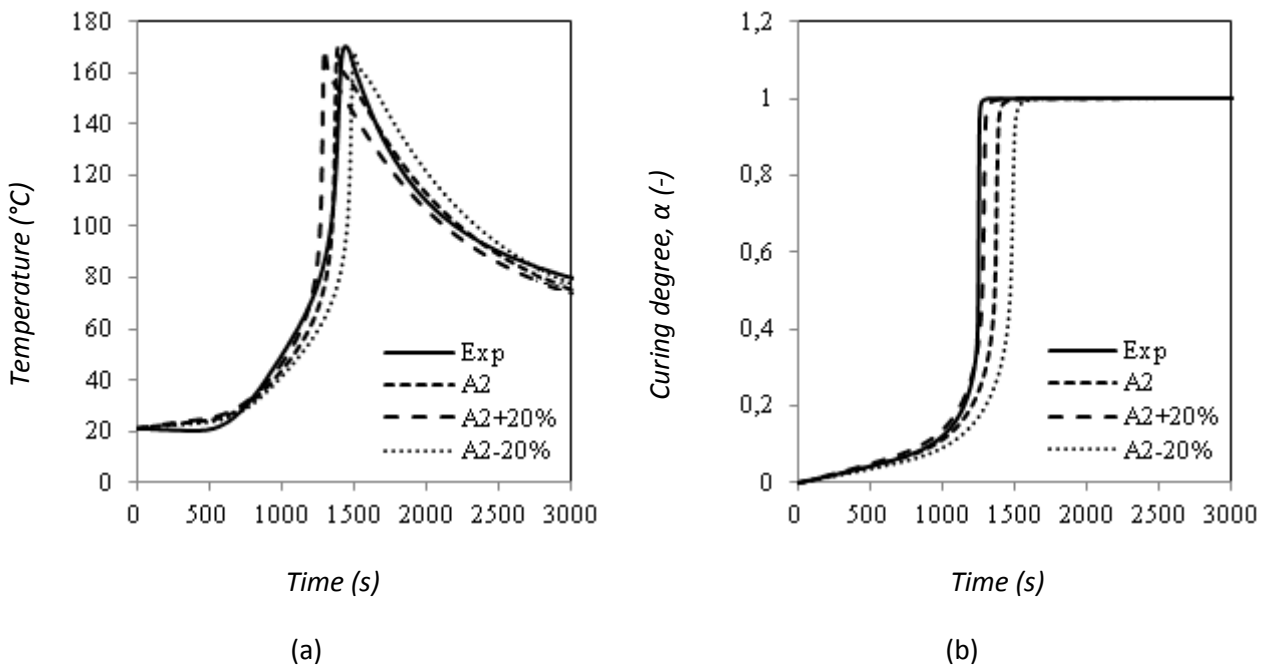 180
160
140
120
100
80
60
40
20
0
Temperature (°C)
Exp
A2
A2+20%
A2-20%
0 500 1000 1500 2000 2500 3000
Time (s)
(a)
1,2
1
0,8
0,6
0,4
0,2
0
Curing degree, α (-)
Exp
A2
A2+20%
A2-20%
0 500 1000 1500 2000 2500 3000
Time (s)
(b)